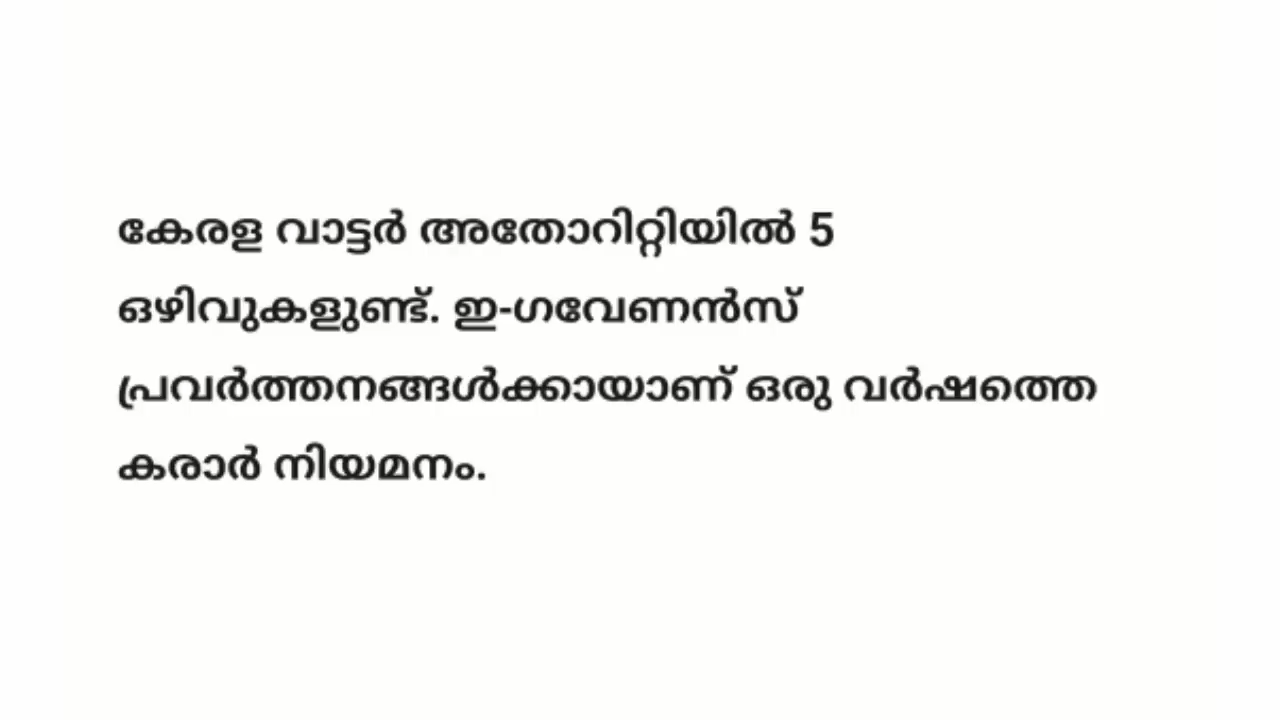 കേരള വാട്ടർ അതോറിറ്റിയിൽ 5
ഒഴിവുകളുണ്ട്. ഇ-ഗവേണൻസ്
പ്രവർത്തനങ്ങൾക്കായാണ് ഒരു വർഷത്തെ
കരാർ നിയമനം.